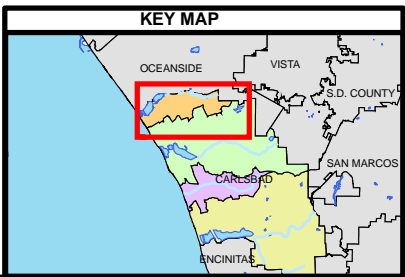 KEY MAP
OCEANSIDE
VISTA
S.D. COUNTY
SAN MARCOS
CARLSBAD
ENCINITAS